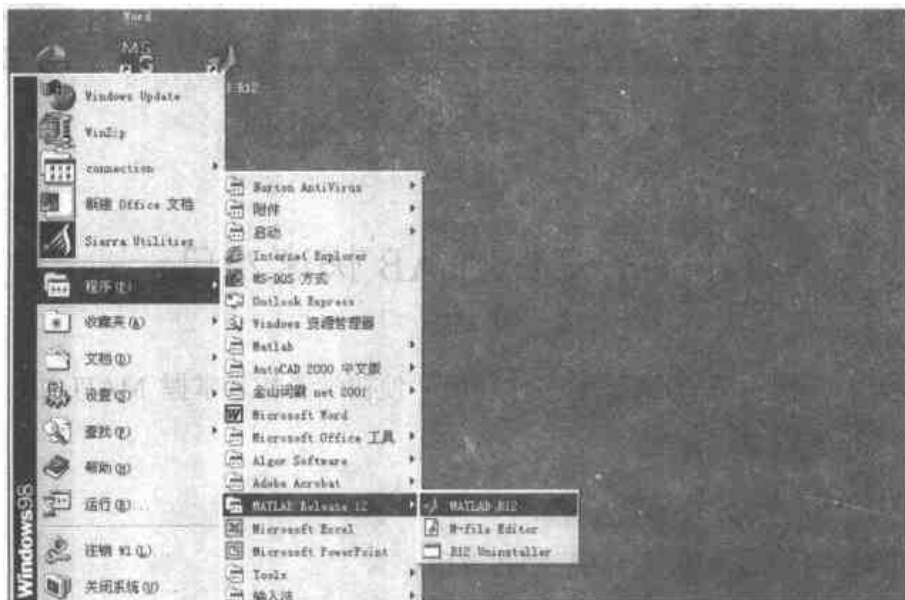 Word
R12
Windows Update
WinZip
connection
新建 Office 文档
Sierra Utilities
程序(P)
收藏夹(A)
文档(D)
设置(S)
查找(F)
帮助(H)
运行(R)...
注销 W1(L)...
关闭系统(U)...
Windows98
Norton AntiVirus
附件
启动
Internet Explorer
MS-DOS 方式
Outlook Express
Windows 资源管理器
Matlab
AutoCAD 2000 中文版
金山词霸 net 2001
Microsoft Word
Microsoft Office 工具
Algor Software
Adobe Acrobat
MATLAB Release 12
Microsoft Excel
Microsoft PowerPoint
Tools
输入法
MATLAB R12
M-file Editor
R12 Uninstaller